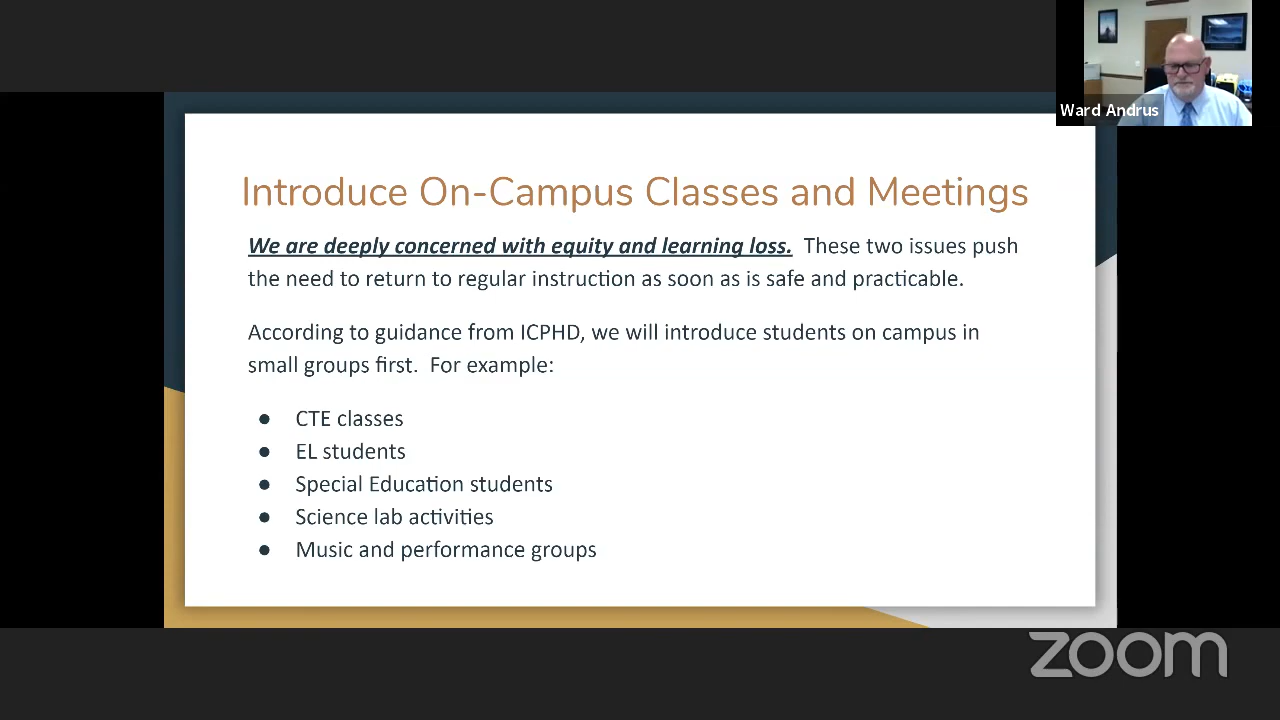 Ward Andrus
Introduce On-Campus Classes and Meetings
We are deeply concerned with equity and learning loss. These two issues push
the need to return to regular instruction as soon as is safe and practicable.
According to guidance from ICPHD, we will introduce students on campus in
small groups first. For example:
● CTE classes
● EL students
● Special Education students
● Science lab activities
● Music and performance groups
zoom